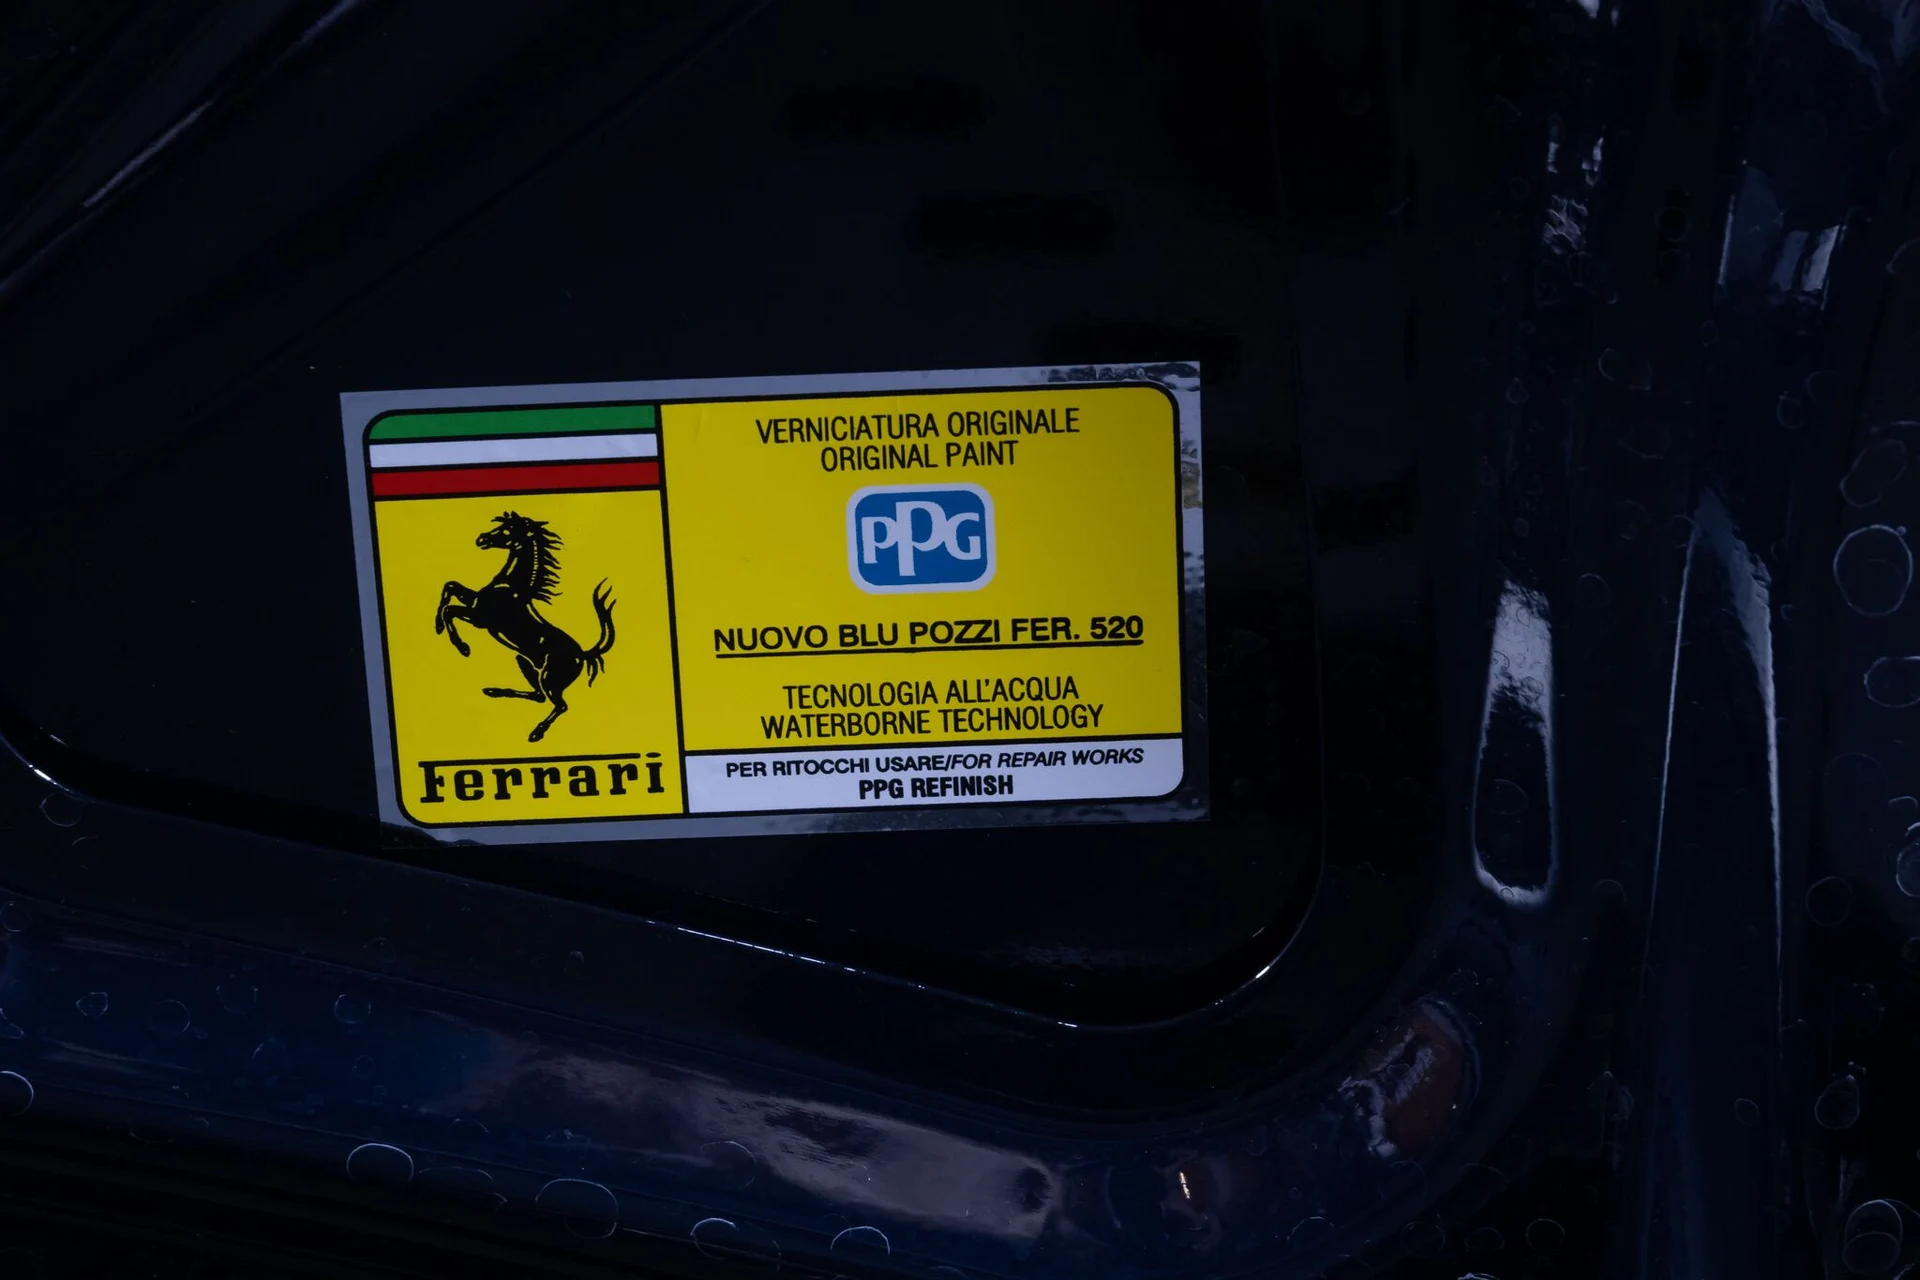 Ferrari
VERNICIATURA ORIGINALE
ORIGINAL PAINT
PPG
NUOVO BLU POZZI FER. 520
TECNOLOGIA ALL'ACQUA
WATERBORNE TECHNOLOGY
PER RITOCCHI USARE/FOR REPAIR WORKS
PPG REFINISH